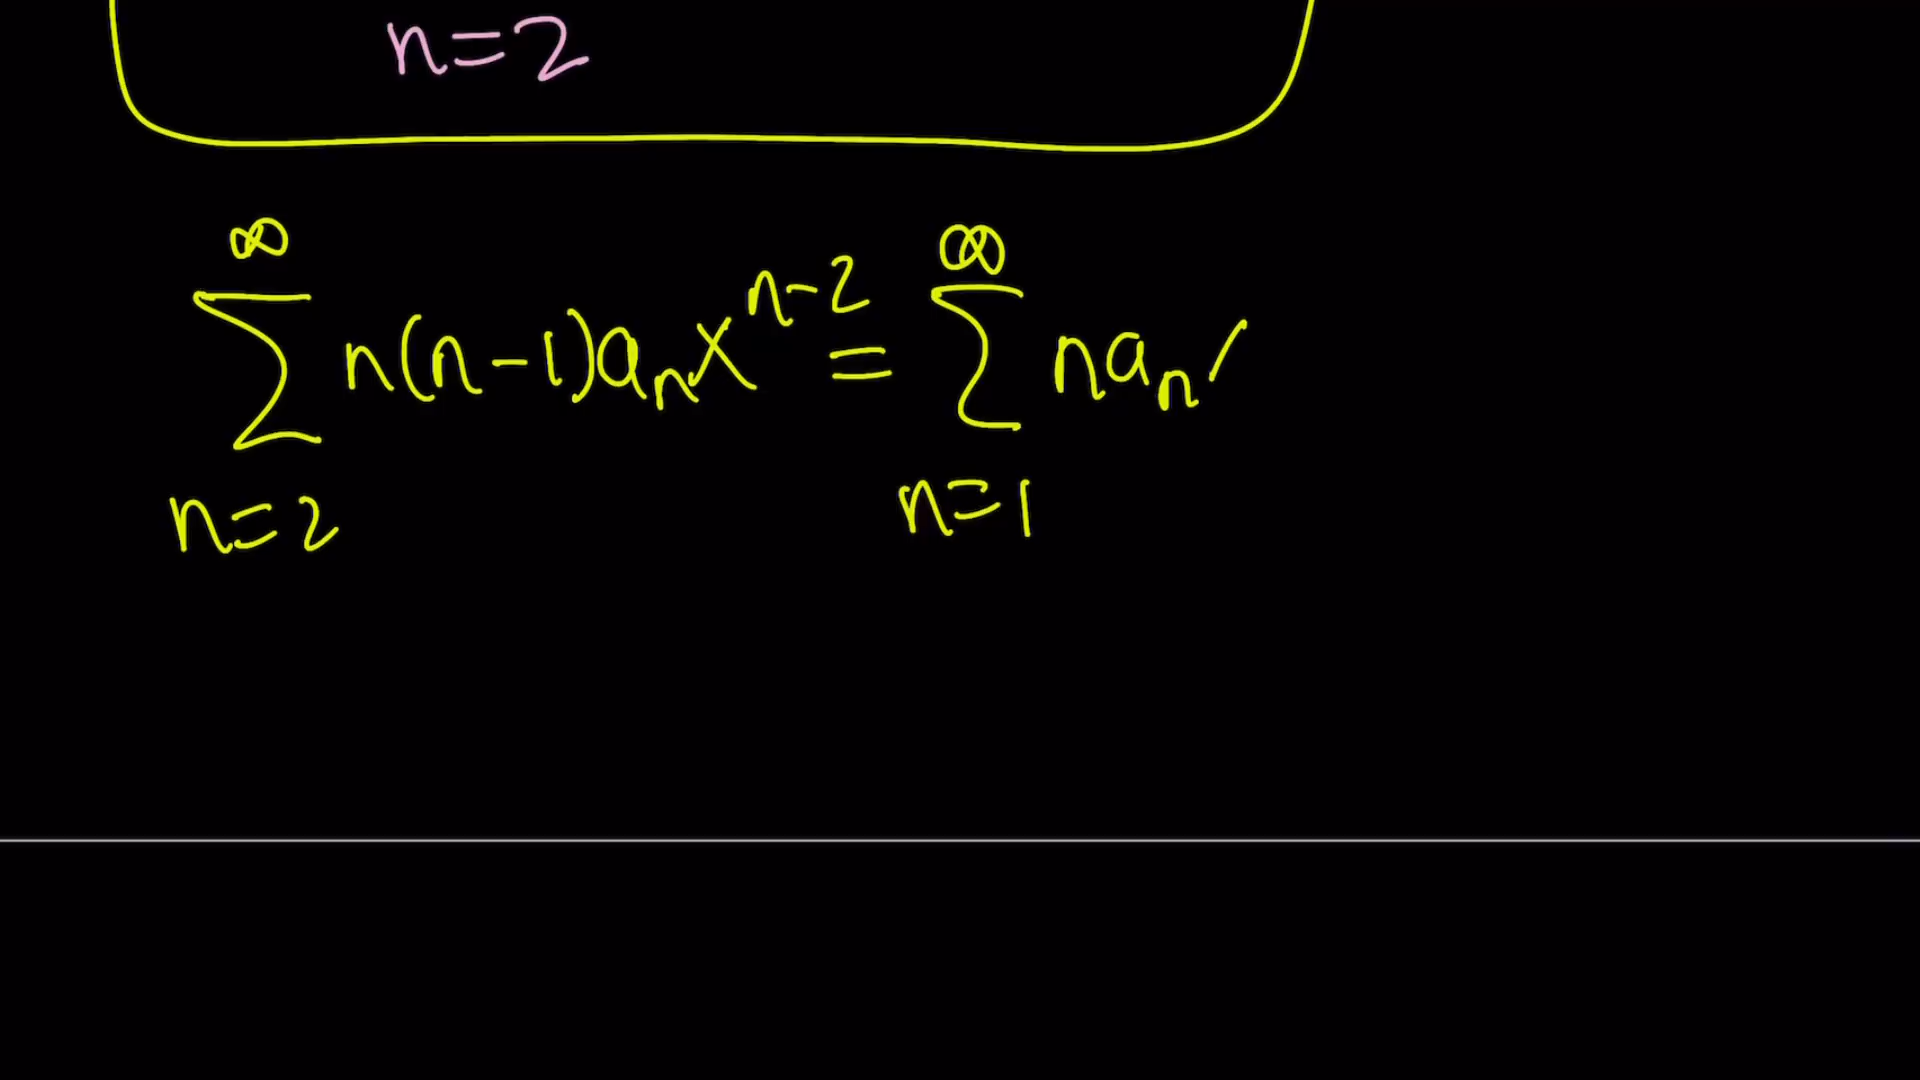 n=2
∞ ∞
∑ n(n-1)aₙxⁿ⁻² = ∑ naₙ
n=2 n=1